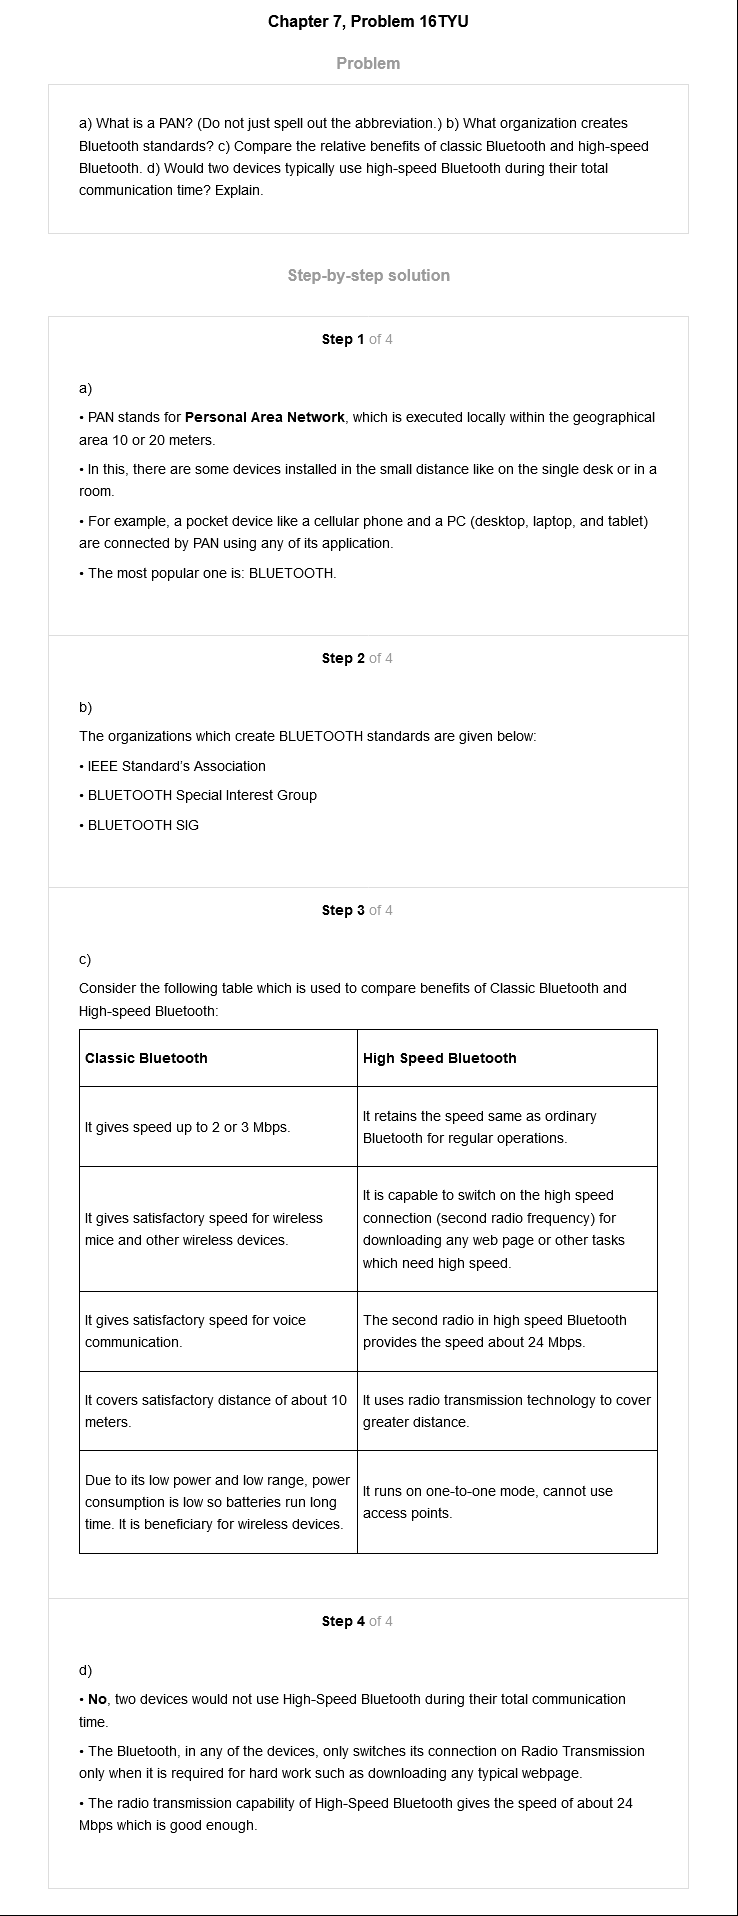 Chapter 7, Problem 16TYU
Problem
a) What is a PAN? (Do not just spell out the abbreviation.) b) What organization creates
Bluetooth standards? c) Compare the relative benefits of classic Bluetooth and high-speed
Bluetooth. d) Would two devices typically use high-speed Bluetooth during their total
communication time? Explain.
Step-by-step solution
Step 1 of 4
a)
• PAN stands for Personal Area Network, which is executed locally within the geographical
area 10 or 20 meters.
• In this, there are some devices installed in the small distance like on the single desk or in a
room.
• For example, a pocket device like a cellular phone and a PC (desktop, laptop, and tablet)
are connected by PAN using any of its application.
• The most popular one is: BLUETOOTH.
Step 2 of 4
b)
The organizations which create BLUETOOTH standards are given below:
• IEEE Standard's Association
• BLUETOOTH Special Interest Group
• BLUETOOTH SIG
Step 3 of 4
c)
Consider the following table which is used to compare benefits of Classic Bluetooth and
High-speed Bluetooth:
Classic Bluetooth
High Speed Bluetooth
It gives speed up to 2 or 3 Mbps.
It retains the speed same as ordinary
Bluetooth for regular operations.
It gives satisfactory speed for wireless
mice and other wireless devices.
It is capable to switch on the high speed
connection (second radio frequency) for
downloading any web page or other tasks
which need high speed.
It gives satisfactory speed for voice
communication.
The second radio in high speed Bluetooth
provides the speed about 24 Mbps.
It covers satisfactory distance of about 10
meters.
It uses radio transmission technology to cover
greater distance.
Due to its low power and low range, power
consumption is low so batteries run long
time. It is beneficiary for wireless devices.
It runs on one-to-one mode, cannot use
access points.
Step 4 of 4
d)
• No, two devices would not use High-Speed Bluetooth during their total communication
time.
• The Bluetooth, in any of the devices, only switches its connection on Radio Transmission
only when it is required for hard work such as downloading any typical webpage.
• The radio transmission capability of High-Speed Bluetooth gives the speed of about 24
Mbps which is good enough.